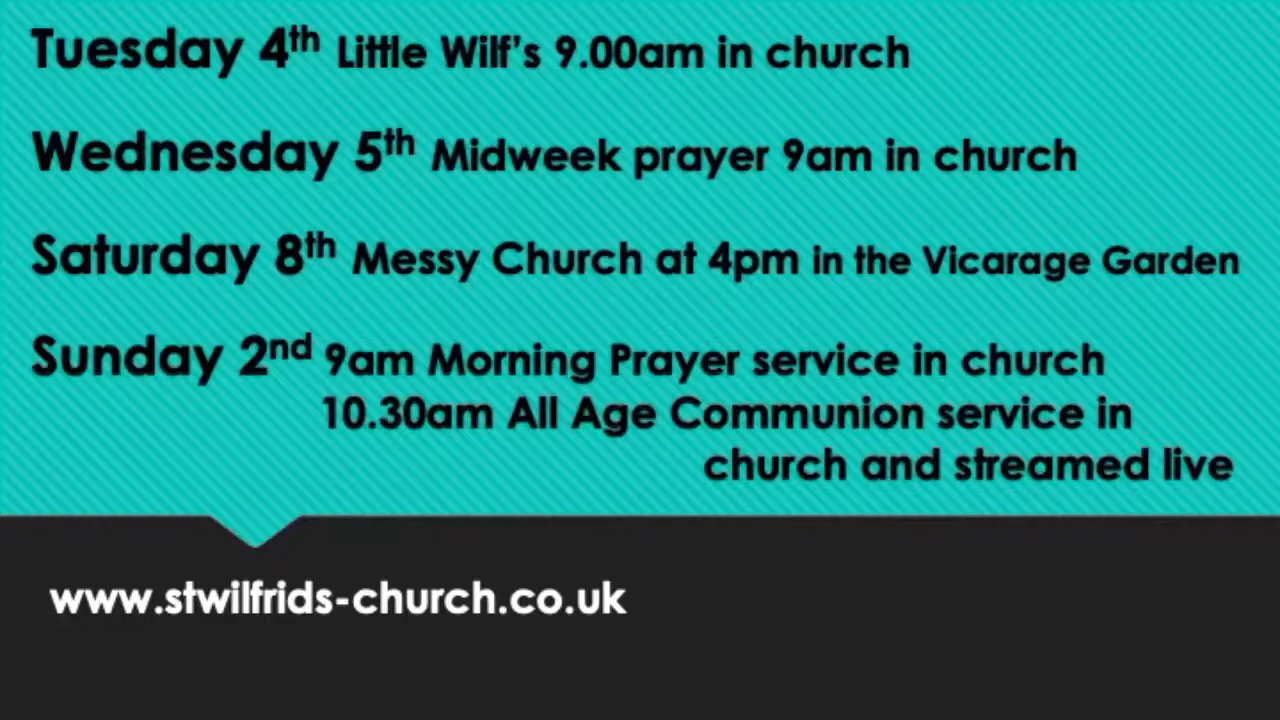 Tuesday 4th Little Wilf's 9.00am in church
Wednesday 5th Midweek prayer 9am in church
Saturday 8th Messy Church at 4pm in the Vicarage Garden
Sunday 2nd 9am Morning Prayer service in church
10.30am All Age Communion service in
church and streamed live
www.stwilfrids-church.co.uk